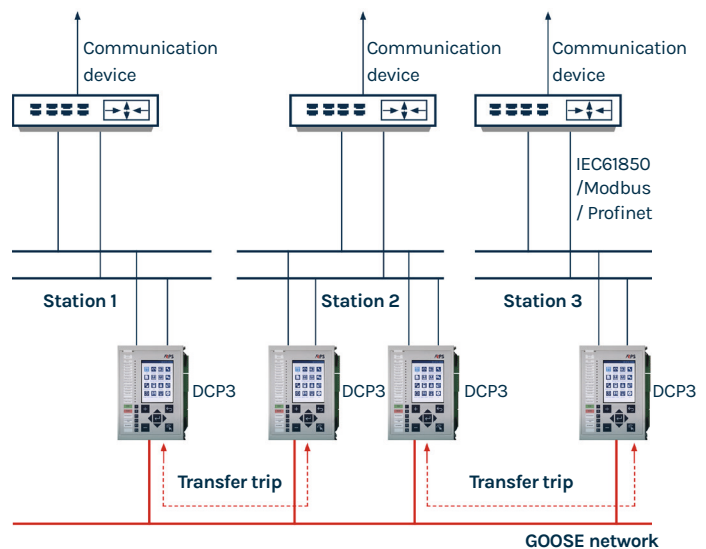 Communication
device
Communication
device
Communication
device
IEC61850
/Modbus
/ Profinet
Station 1
Station 2
Station 3
DCP3
DCP3
DCP3
DCP3
Transfer trip
Transfer trip
GOOSE network